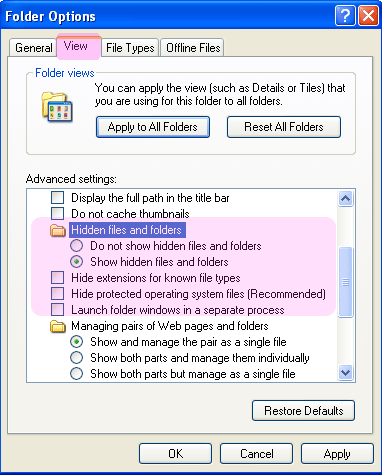 Folder Options
General
View
File Types
Offline Files
Folder views
You can apply the view (such as Details or Tiles) that
you are using for this folder to all folders.
Apply to All Folders
Reset All Folders
Advanced settings:
Display the full path in the title bar
Do not cache thumbnails
Hidden files and folders
Do not show hidden files and folders
Show hidden files and folders
Hide extensions for known file types
Hide protected operating system files (Recommended)
Launch folder windows in a separate process
Managing pairs of Web pages and folders
Show and manage the pair as a single file
Show both parts and manage them individually
Show both parts but manage as a single file
Restore Defaults
OK
Cancel
Apply